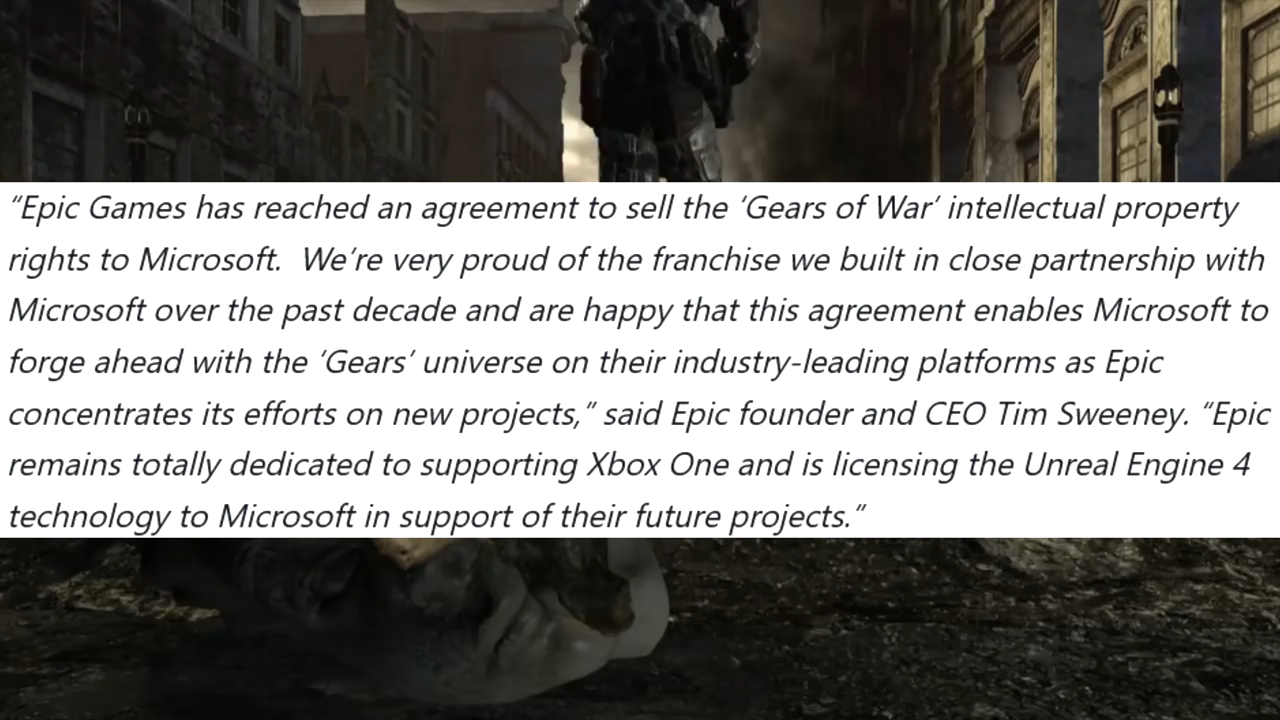 “Epic Games has reached an agreement to sell the ‘Gears of War’ intellectual property
rights to Microsoft.  We’re very proud of the franchise we built in close partnership with
Microsoft over the past decade and are happy that this agreement enables Microsoft to
forge ahead with the ‘Gears’ universe on their industry-leading platforms as Epic
concentrates its efforts on new projects,” said Epic founder and CEO Tim Sweeney. “Epic
remains totally dedicated to supporting Xbox One and is licensing the Unreal Engine 4
technology to Microsoft in support of their future projects.”